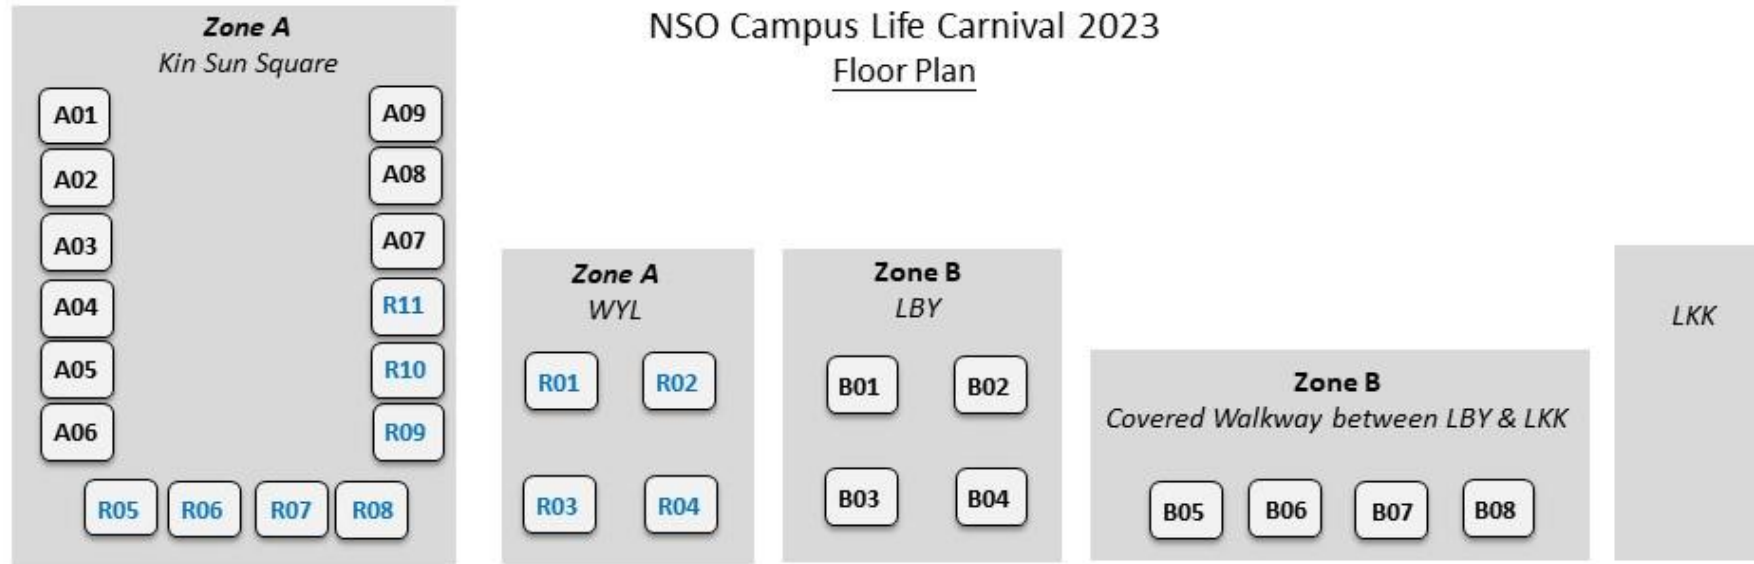 NSO Campus Life Carnival 2023
Floor Plan
Zone A
Kin Sun Square
A01
A02
A03
A04
A05
A06
A09
A08
A07
R11
R10
R09
R05 R06 R07 R08
Zone A
WYL
R01 R02
R03 R04
Zone B
LBY
B01 B02
B03 B04
Zone B
Covered Walkway between LBY & LKK
B05 B06 B07 B08
LKK